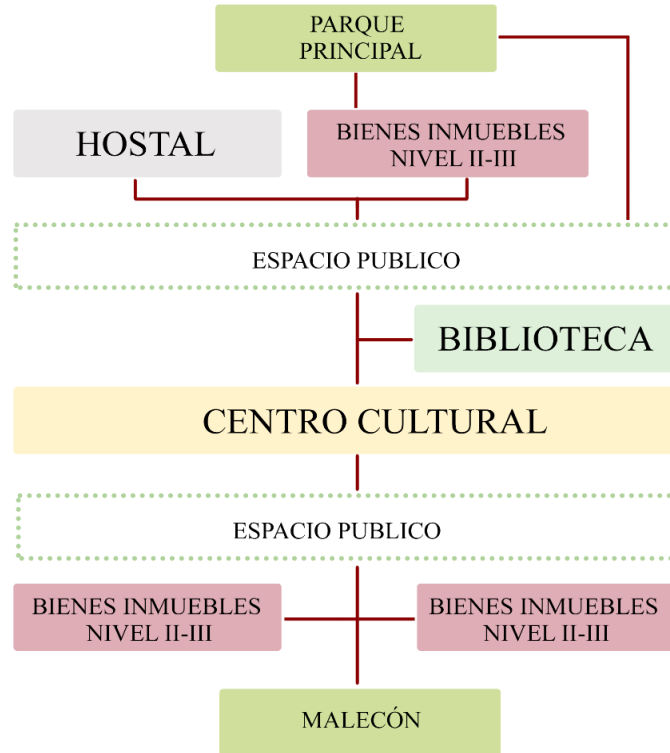 PARQUE
PRINCIPAL
HOSTAL
BIENES INMUEBLES
NIVEL II-III
ESPACIO PUBLICO
BIBLIOTECA
CENTRO CULTURAL
ESPACIO PUBLICO
BIENES INMUEBLES
NIVEL II-III
BIENES INMUEBLES
NIVEL II-III
MALECÓN